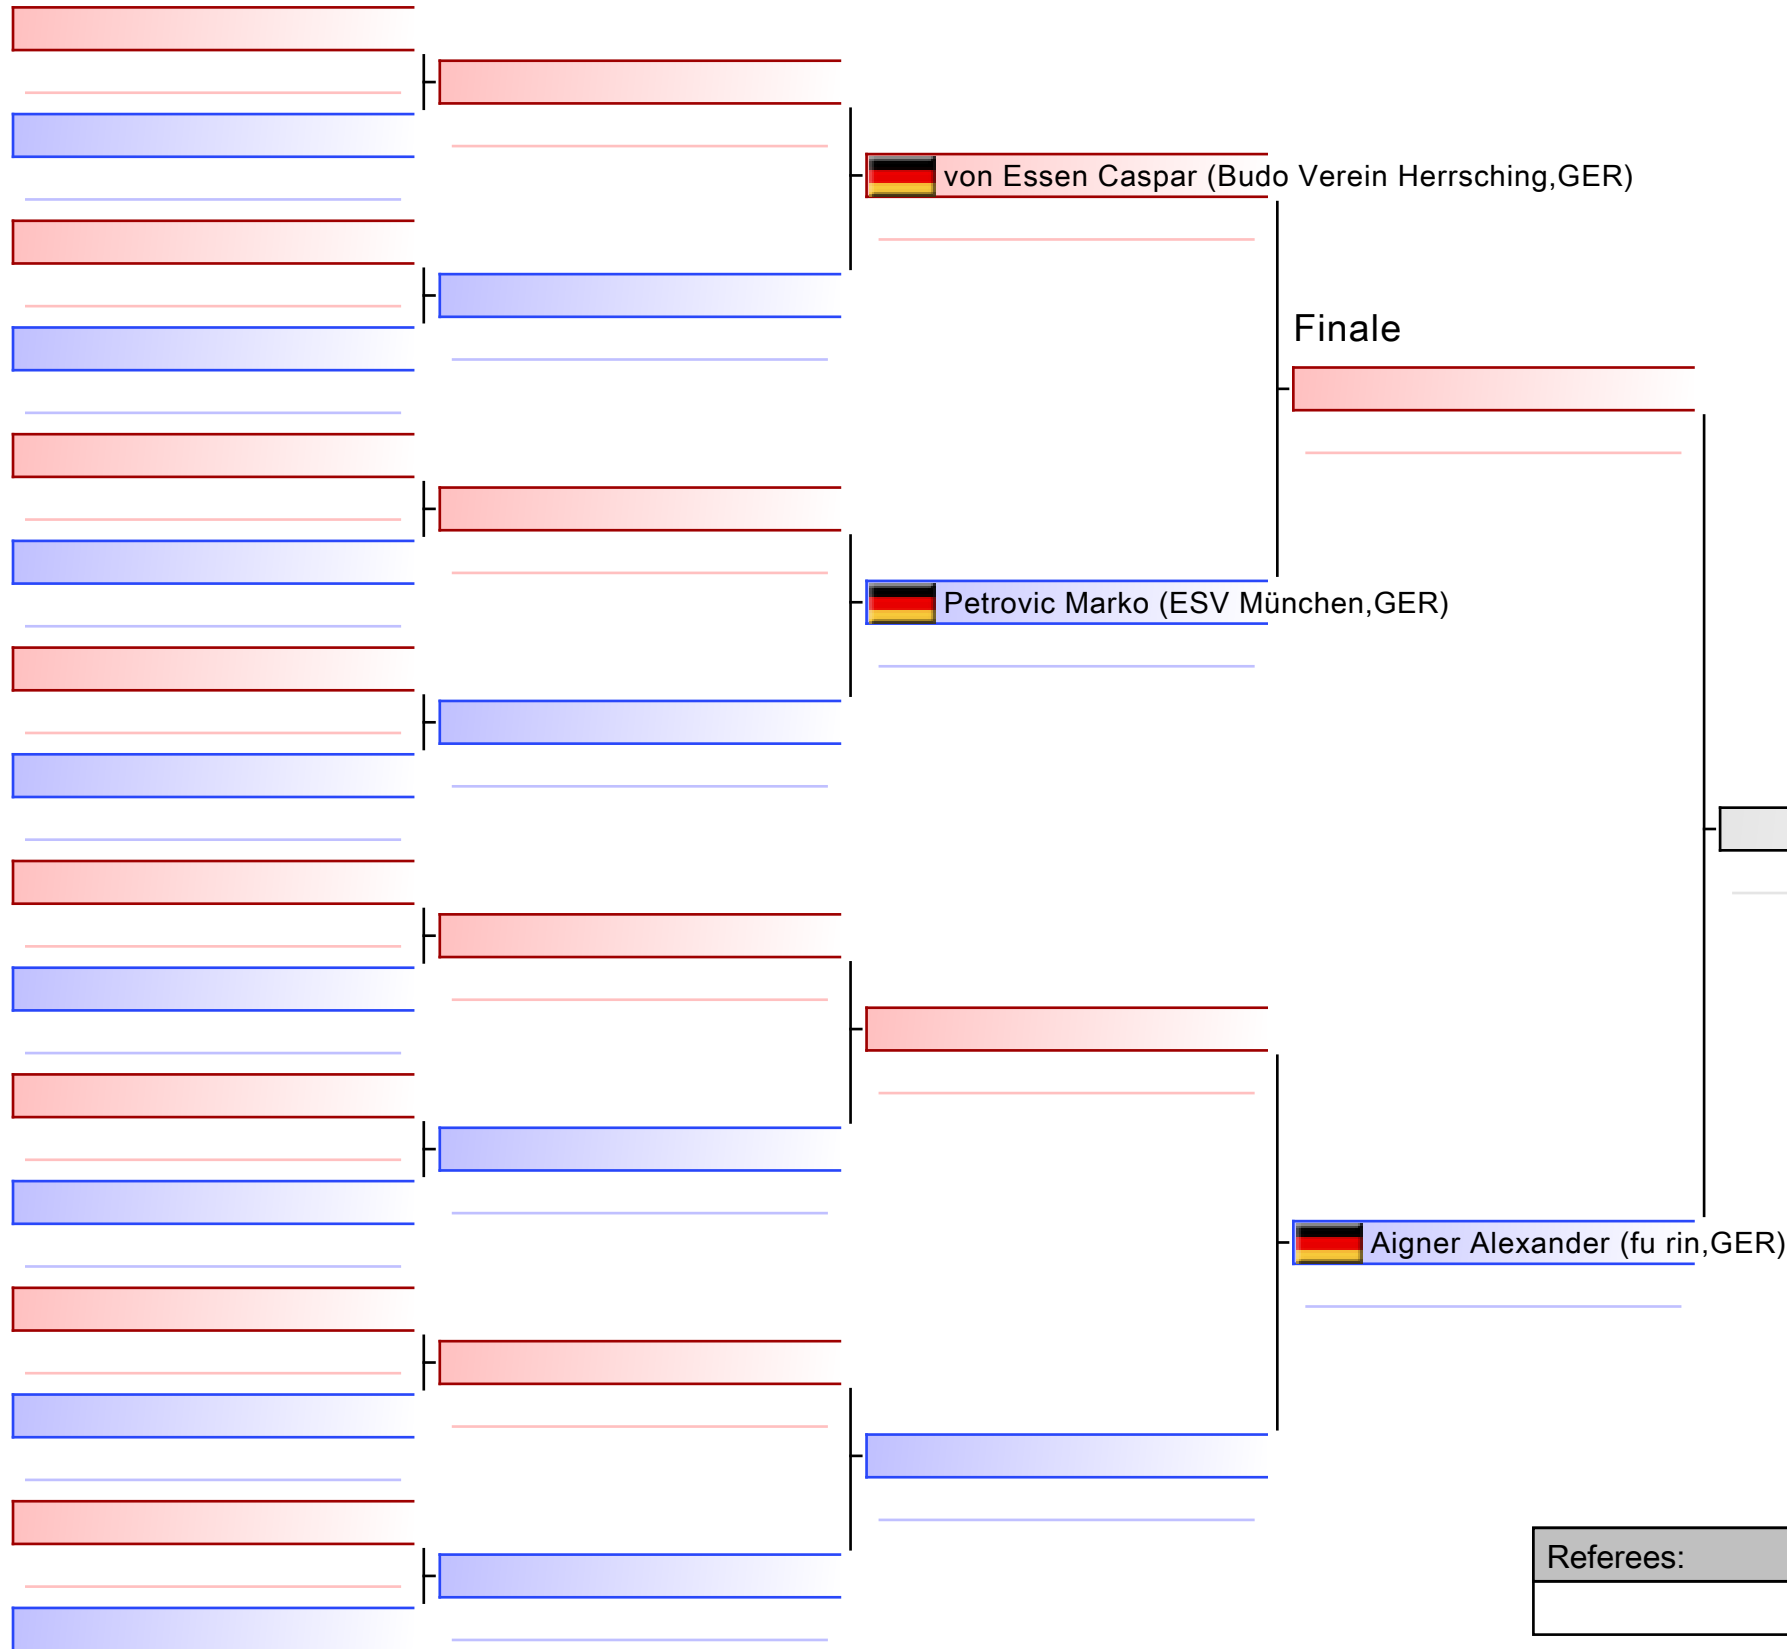 von Essen Caspar (Budo Verein Herrsching,GER)
Finale
Petrovic Marko (ESV München,GER)
Aigner Alexander (fu rin,GER)
Referees: